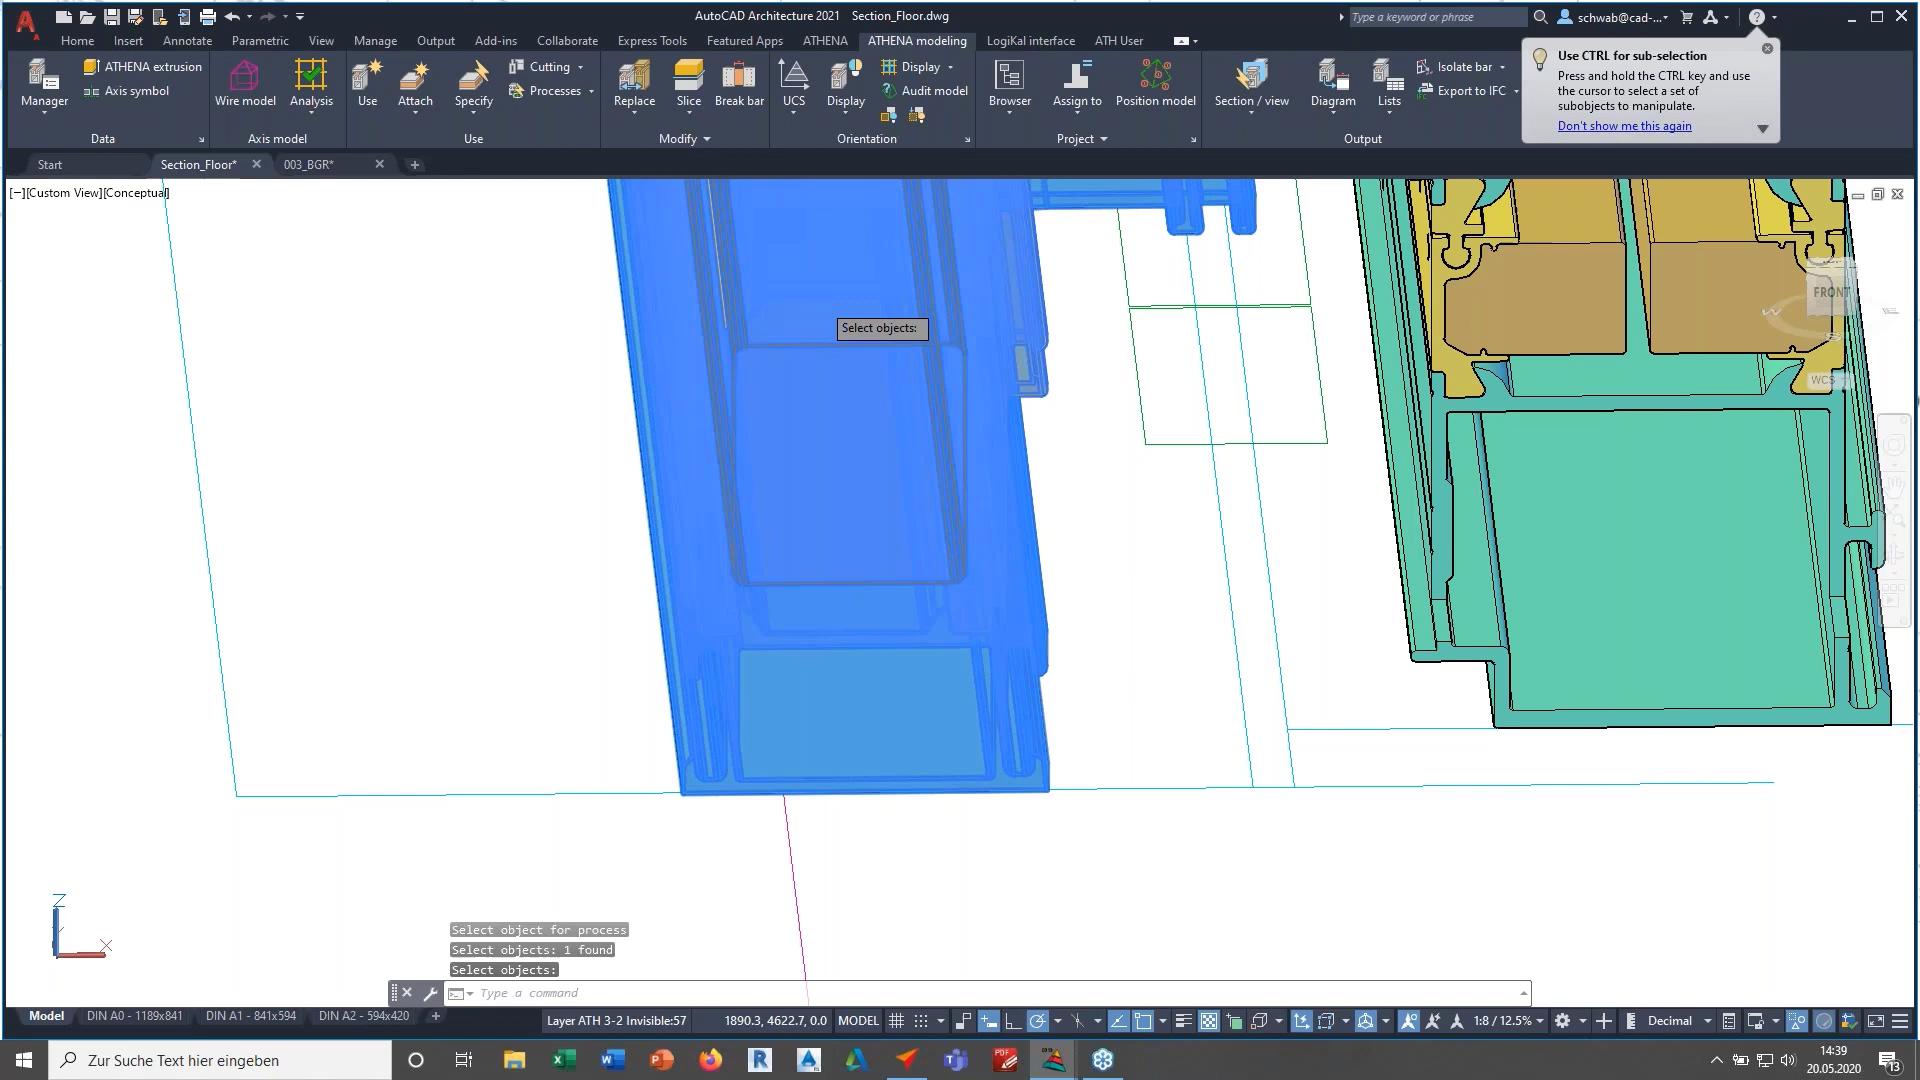 AutoCAD Architecture 2021 Section_Floor.dwg
Type a keyword or phrase
schwab@cad-...
Home Insert Annotate Parametric View Manage Output Add-ins Collaborate Express Tools Featured Apps ATHENA ATHENA modeling LogiKal interface ATH User
Manager
ATHENA extrusion
Axis symbol
Data
Wire model
Analysis
Axis model
Use
Attach
Specify
Cutting
Processes
Use
Replace
Slice
Break bar
Modify
UCS
Display
Display
Audit model
Orientation
Browser
Assign to
Position model
Project
Section / view
Diagram
Lists
Isolate bar
Export to IFC
Output
Use CTRL for sub-selection
Press and hold the CTRL key and use
the cursor to select a set of
subobjects to manipulate.
Don't show me this again
Start
Section_Floor*
003_BGR*
[−][Custom View][Conceptual]
Select objects:
FRONT
W
S
WCS
Z
X
Select object for process
Select objects: 1 found
Select objects:
Type a command
Model DIN A0 - 1189x841 DIN A1 - 841x594 DIN A2 - 594x420
Layer ATH 3-2 Invisible:57 1890.3, 4622.7, 0.0 MODEL 1:8 / 12.5% Decimal
Zur Suche Text hier eingeben
14:39
20.05.2020
13